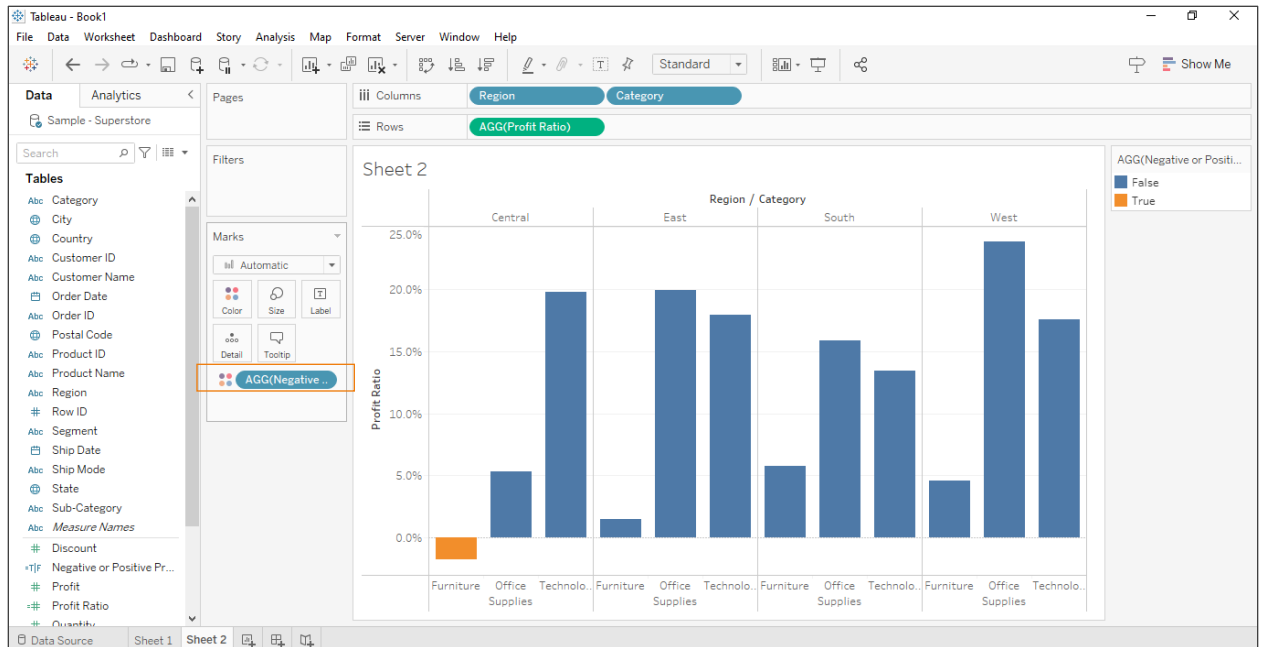 Tableau - Book1
File Data Worksheet Dashboard Story Analysis Map Format Server Window Help
Standard
Show Me
Data Analytics
Sample - Superstore
Search
Tables
Abc Category
City
Country
Abc Customer ID
Abc Customer Name
Order Date
Abc Order ID
Postal Code
Abc Product ID
Abc Product Name
Abc Region
# Row ID
Abc Segment
Ship Date
Abc Ship Mode
State
Abc Sub-Category
Abc Measure Names
# Discount
=T|F Negative or Positive Pr...
# Profit
=# Profit Ratio
# Quantity
Pages
Filters
Marks
Automatic
Color Size Label
Detail Tooltip
AGG(Negative ..
Columns Region Category
Rows AGG(Profit Ratio)
Sheet 2
Region / Category
Central East South West
25.0%
20.0%
15.0%
10.0%
5.0%
0.0%
Profit Ratio
Furniture Office Technolo.. Furniture Office Technolo.. Furniture Office Technolo.. Furniture Office Technolo..
Supplies Supplies Supplies Supplies
AGG(Negative or Positi...
False
True
Data Source Sheet 1 Sheet 2